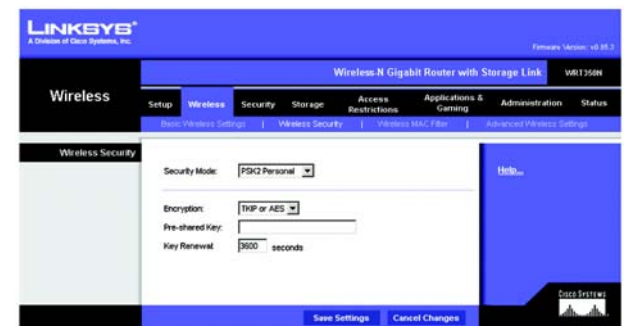 LINKSYS®
A Division of Cisco Systems, Inc.
Firmware Version: v0.05.3
Wireless-N Gigabit Router with Storage Link WRT350N
Wireless
Setup Wireless Security Storage Access Restrictions Applications & Gaming Administration Status
Basic Wireless Settings | Wireless Security | Wireless MAC Filter | Advanced Wireless Settings
Wireless Security
Security Mode: PSK2 Personal
Help...
Encryption: TKIP or AES
Pre-shared Key:
Key Renewal: 3600 seconds
CISCO SYSTEMS
Save Settings Cancel Changes